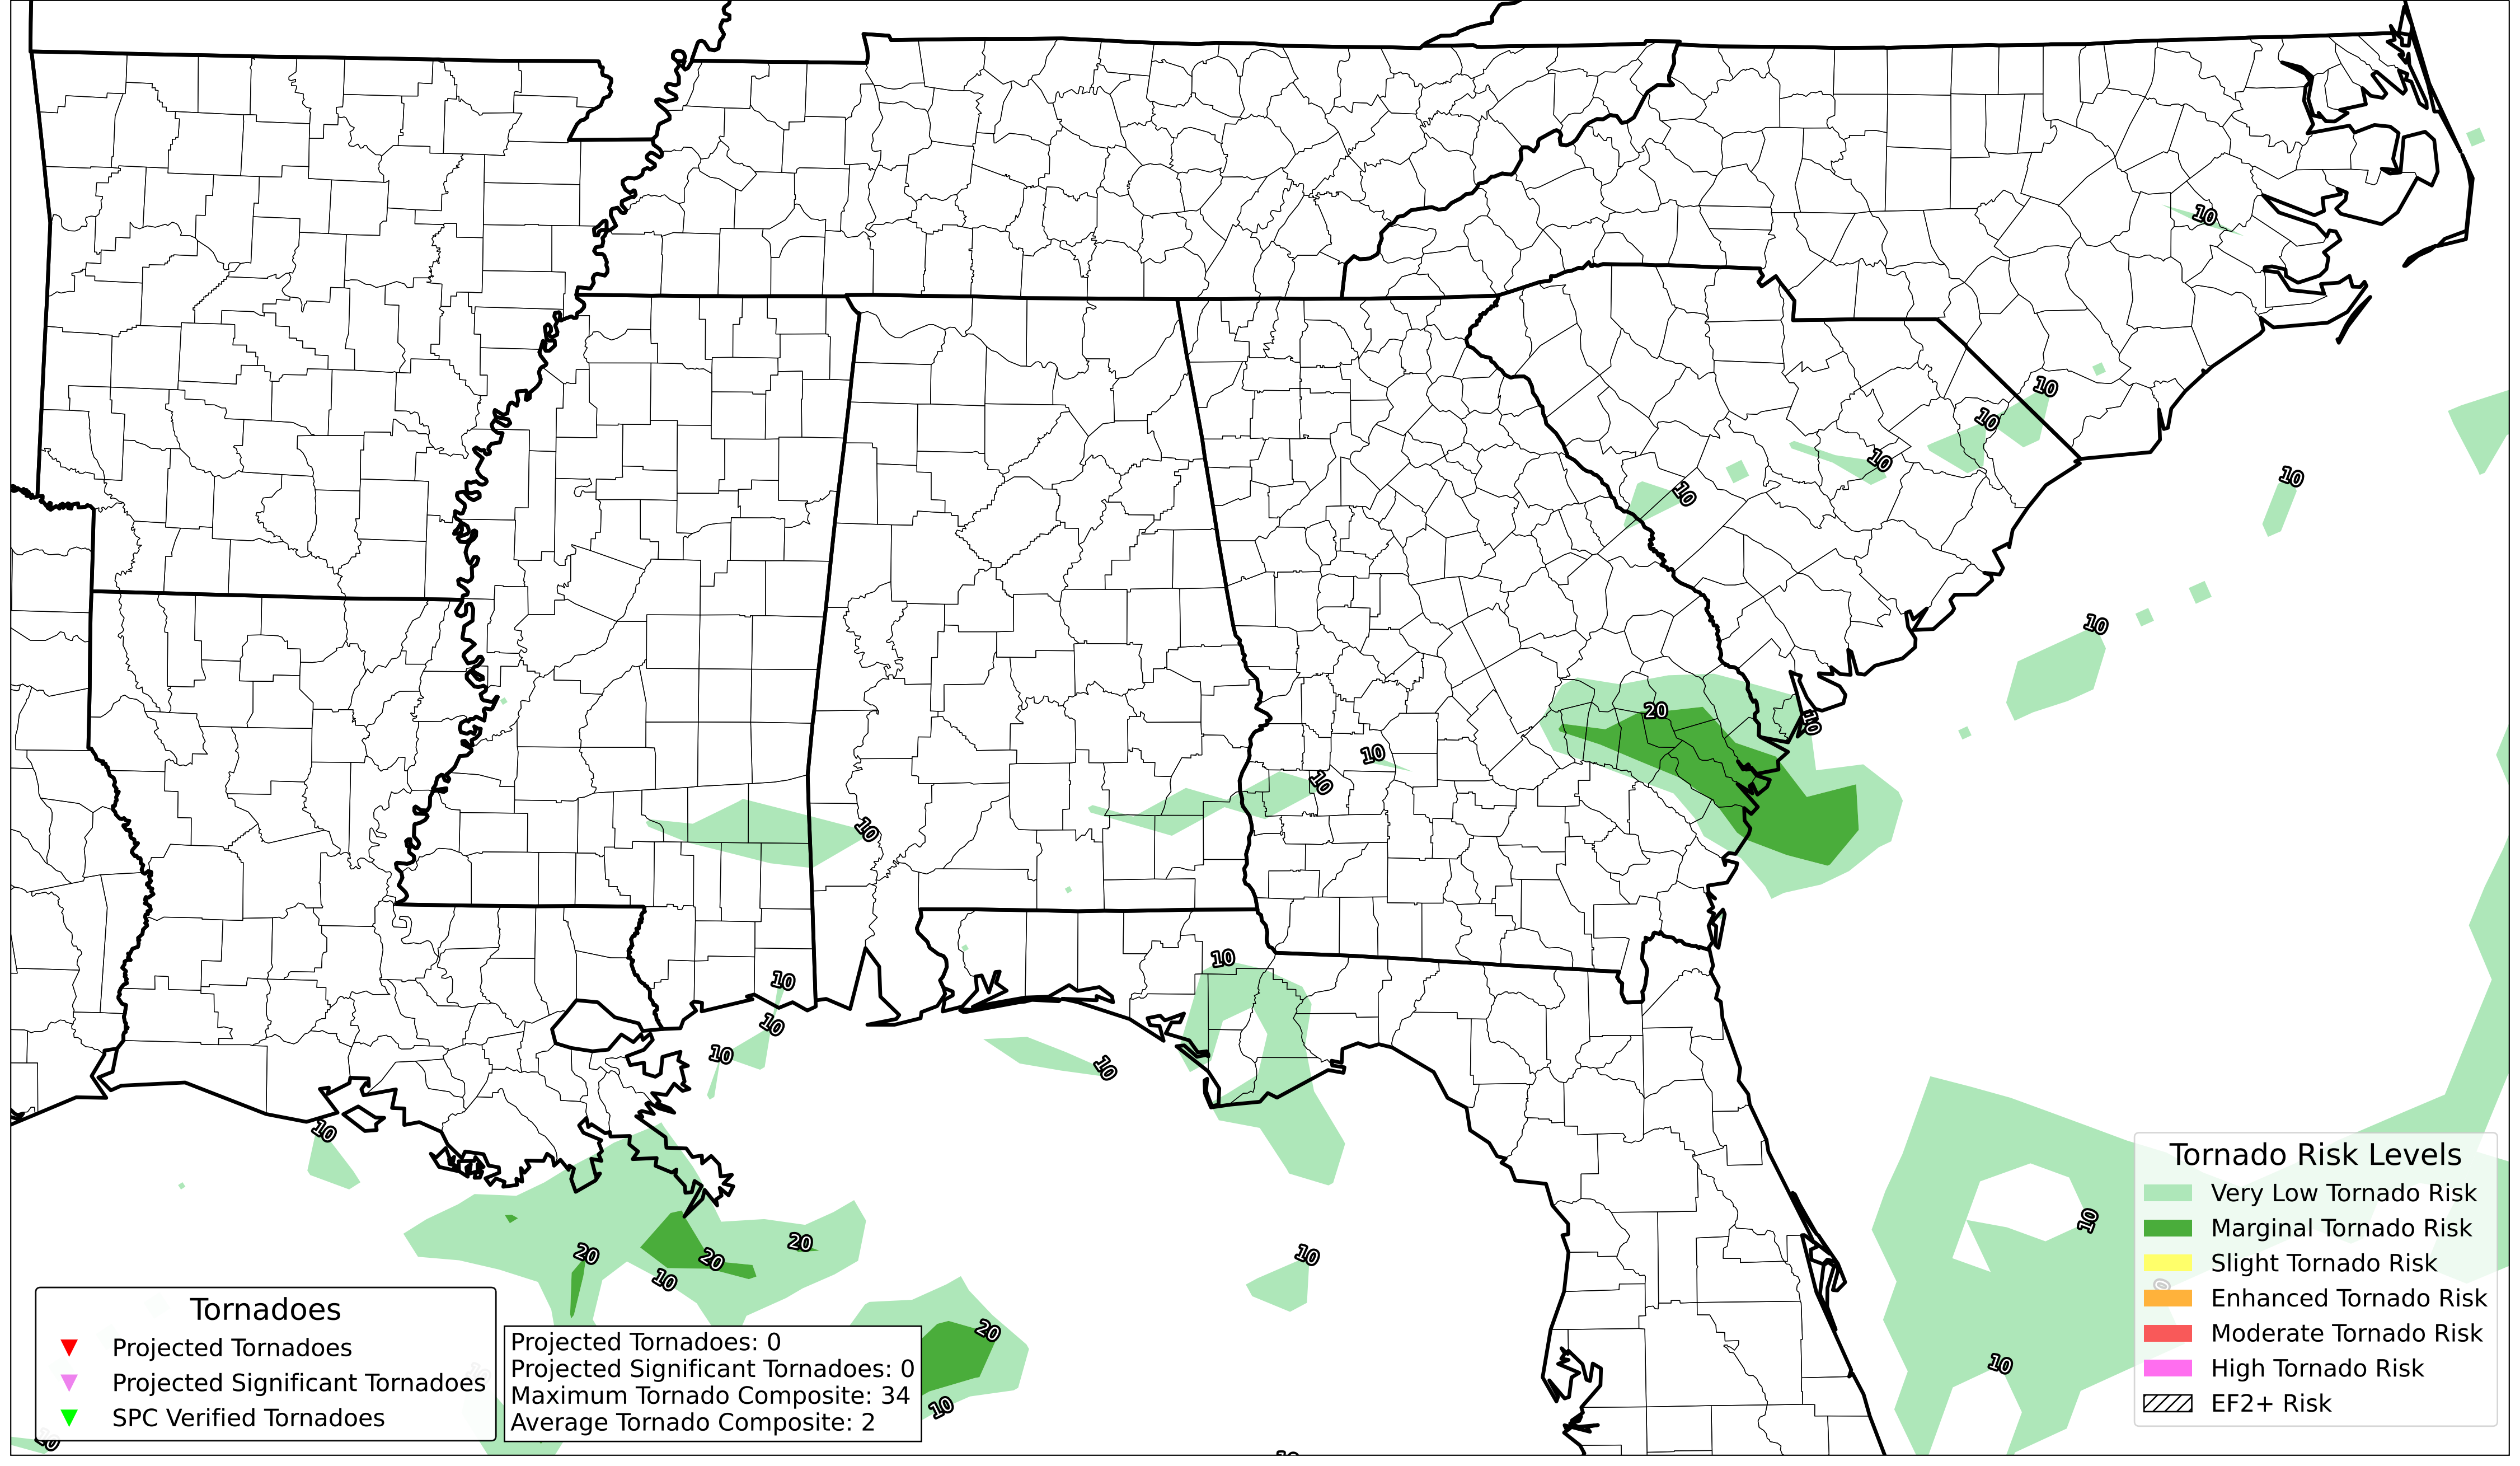 10
10
10
10
10
10
10
20
10
10
10
10
10
10
10
10
10
10
10
20
20
20
10
10
10
20
10
10
Tornadoes
Projected Tornadoes
Projected Significant Tornadoes
SPC Verified Tornadoes
Projected Tornadoes: 0
Projected Significant Tornadoes: 0
Maximum Tornado Composite: 34
Average Tornado Composite: 2
Tornado Risk Levels
Very Low Tornado Risk
Marginal Tornado Risk
Slight Tornado Risk
Enhanced Tornado Risk
Moderate Tornado Risk
High Tornado Risk
EF2+ Risk